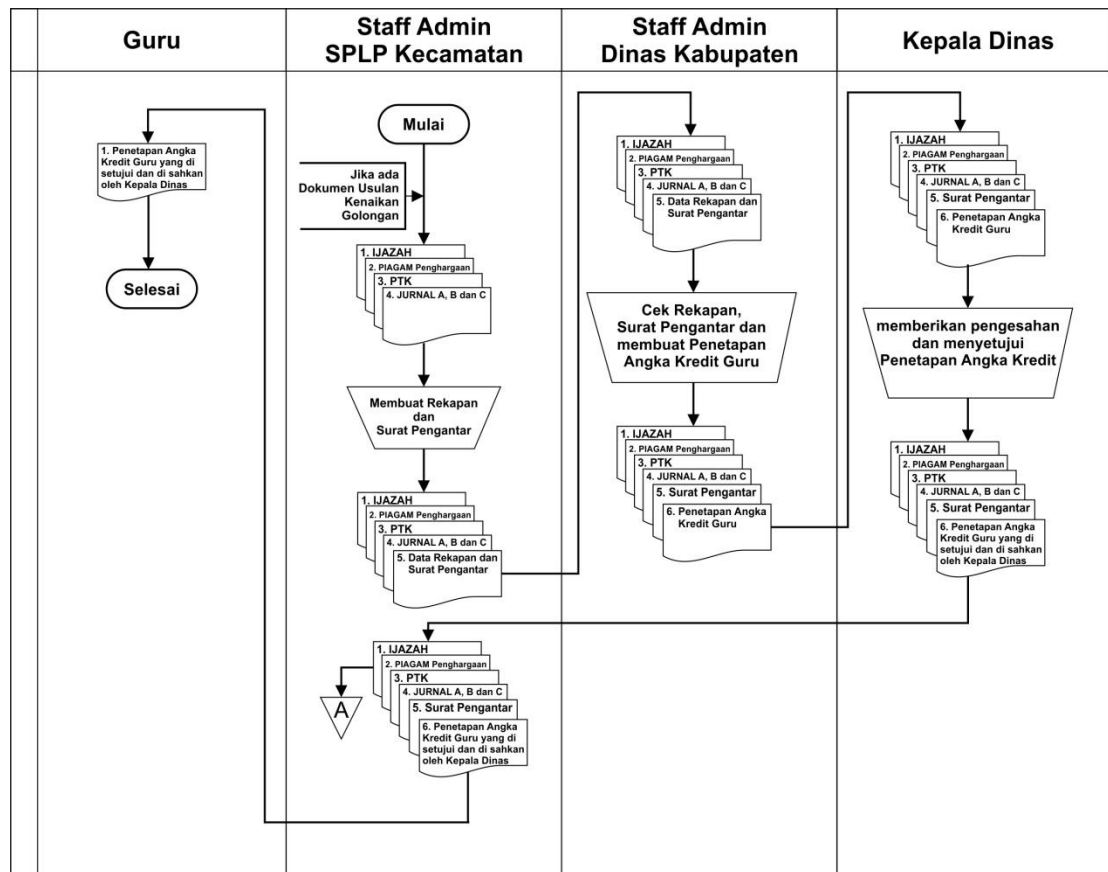 Guru
Staff Admin
SPLP Kecamatan
Staff Admin
Dinas Kabupaten
Kepala Dinas
1. Penetapan Angka
Kredit Guru yang di
setujui dan di sahkan
oleh Kepala Dinas
Selesai
Mulai
Jika ada
Dokumen Usulan
Kenaikan
Golongan
1. IJAZAH
2. PIAGAM Penghargaan
3. PTK
4. JURNAL A, B dan C
Membuat Rekapan
dan
Surat Pengantar
1. IJAZAH
2. PIAGAM Penghargaan
3. PTK
4. JURNAL A, B dan C
5. Data Rekapan dan
Surat Pengantar
1. IJAZAH
2. PIAGAM Penghargaan
3. PTK
4. JURNAL A, B dan C
5. Surat Pengantar
6. Penetapan Angka
Kredit Guru yang di
setujui dan di sahkan
oleh Kepala Dinas
A
1. IJAZAH
2. PIAGAM Penghargaan
3. PTK
4. JURNAL A, B dan C
5. Data Rekapan dan
Surat Pengantar
Cek Rekapan,
Surat Pengantar dan
membuat Penetapan
Angka Kredit Guru
1. IJAZAH
2. PIAGAM Penghargaan
3. PTK
4. JURNAL A, B dan C
5. Surat Pengantar
6. Penetapan Angka
Kredit Guru
1. IJAZAH
2. PIAGAM Penghargaan
3. PTK
4. JURNAL A, B dan C
5. Surat Pengantar
6. Penetapan Angka
Kredit Guru
memberikan pengesahan
dan menyetujui
Penetapan Angka Kredit
1. IJAZAH
2. PIAGAM Penghargaan
3. PTK
4. JURNAL A, B dan C
5. Surat Pengantar
6. Penetapan Angka
Kredit Guru yang di
setujui dan di sahkan
oleh Kepala Dinas